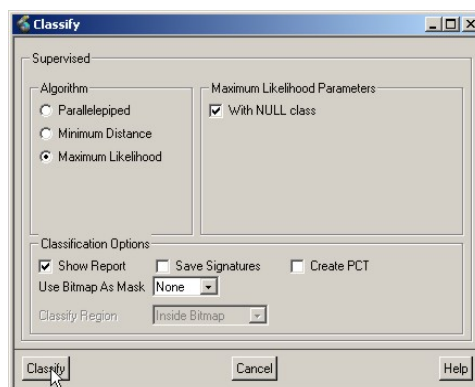 Classify
Supervised
Algorithm
Parallelepiped
Minimum Distance
Maximum Likelihood
Maximum Likelihood Parameters
With NULL class
Classification Options
Show Report Save Signatures Create PCT
Use Bitmap As Mask None
Classify Region Inside Bitmap
Classify Cancel Help